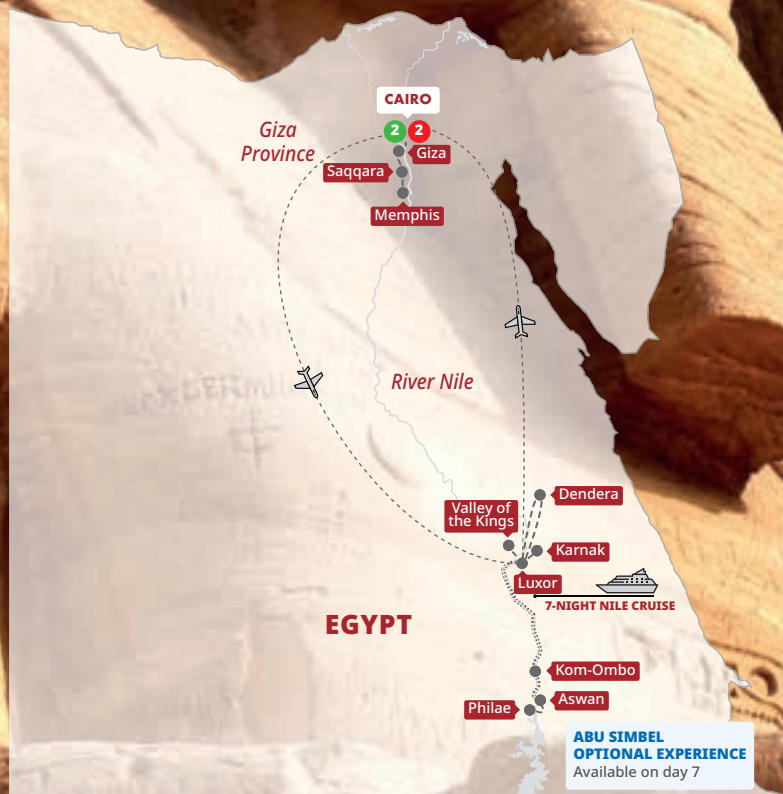 CAIRO
2 2
Giza
Province
Giza
Saqqara
Memphis
River Nile
Dendera
Valley of
the Kings
Karnak
Luxor
7-NIGHT NILE CRUISE
EGYPT
Kom-Ombo
Aswan
Philae
ABU SIMBEL
OPTIONAL EXPERIENCE
Available on day 7